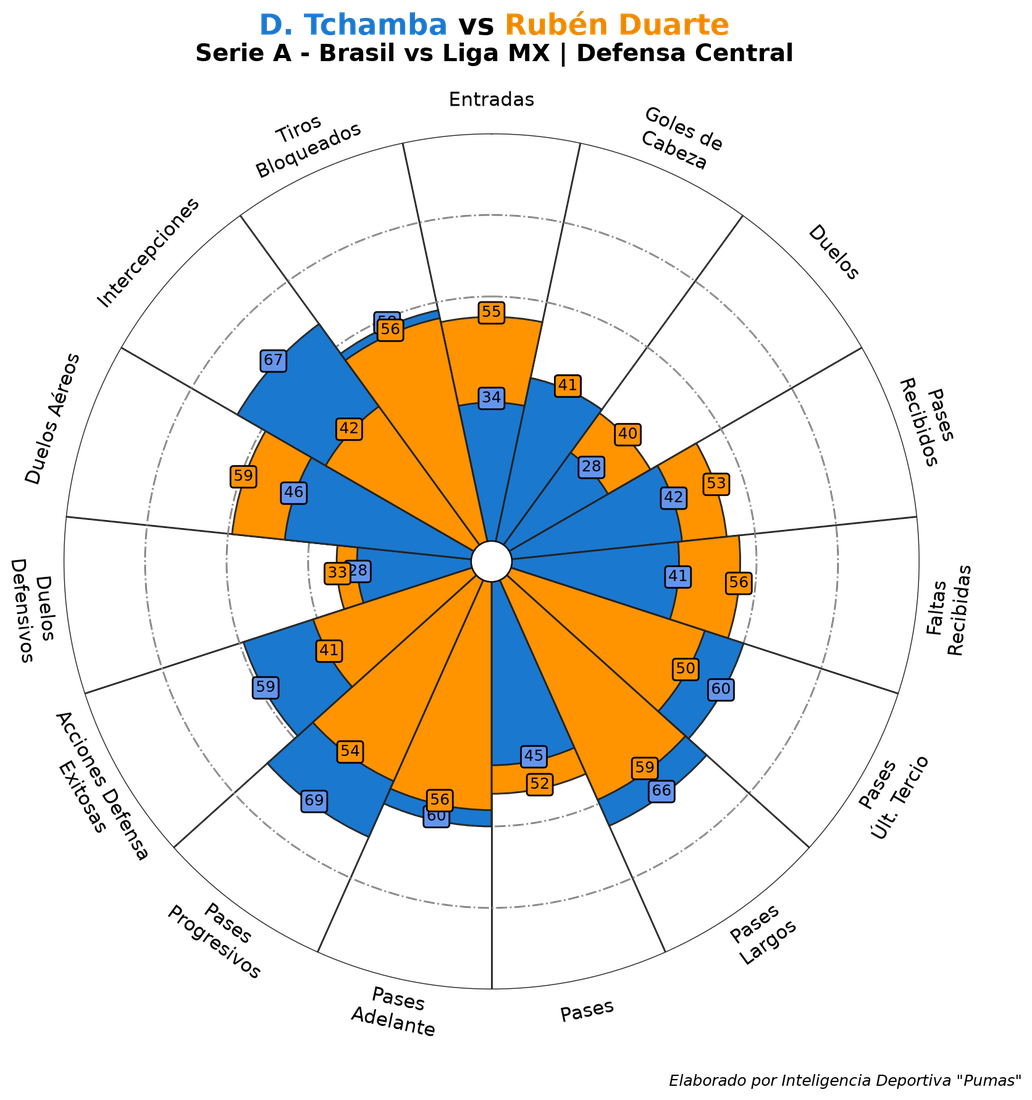 D. Tchamba vs Rubén Duarte
Serie A - Brasil vs Liga MX | Defensa Central
Entradas
55
34
Goles de
Cabeza
41
Duelos
40
28
Pases
Recibidos
53
42
Faltas
Recibidas
56
41
Pases
Últ. Tercio
50
60
Pases
Largos
59
66
Pases
45
52
Pases
Adelante
56
60
Pases
Progresivos
54
69
Acciones Defensa
Exitosas
41
59
Duelos
Defensivos
33
28
Duelos Aéreos
59
46
Intercepciones
67
42
Tiros
Bloqueados
56
Elaborado por Inteligencia Deportiva "Pumas"